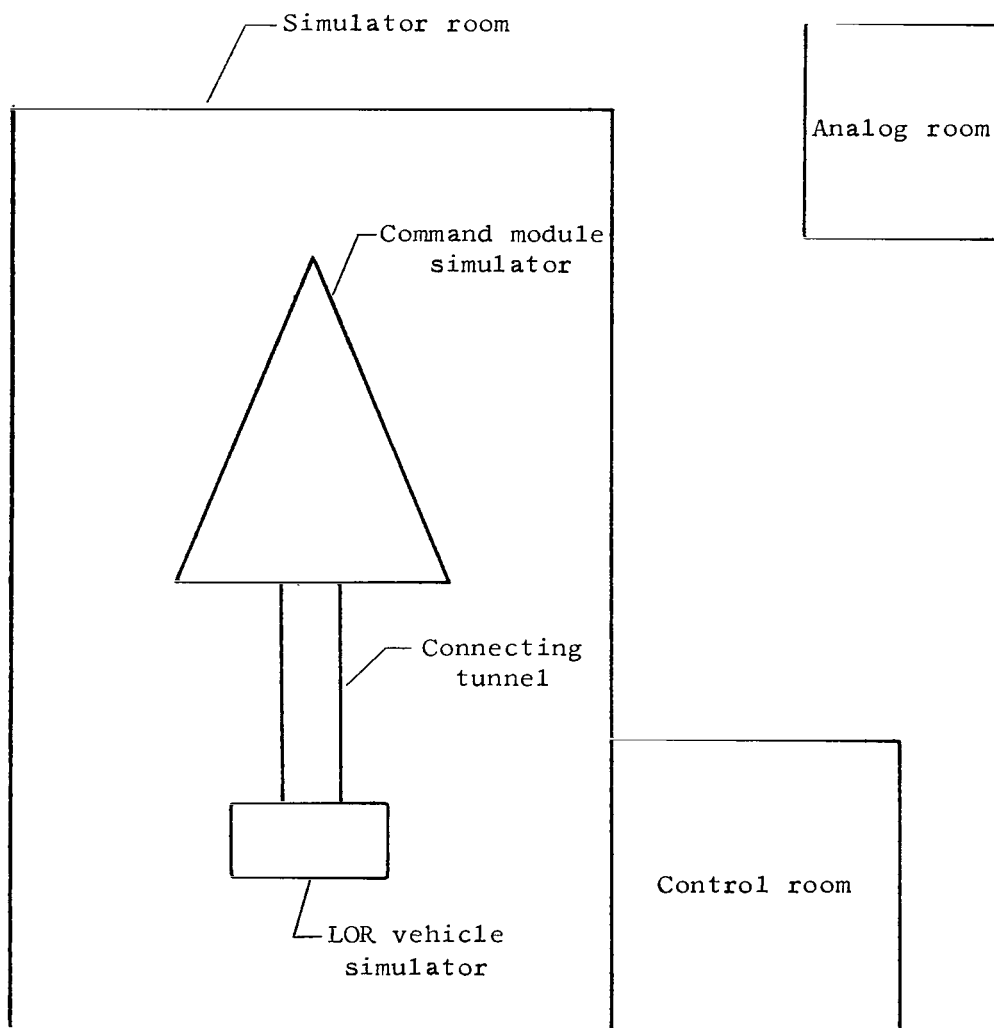 Simulator room
Analog room
Command module
simulator
Connecting
tunnel
Control room
LOR vehicle
simulator